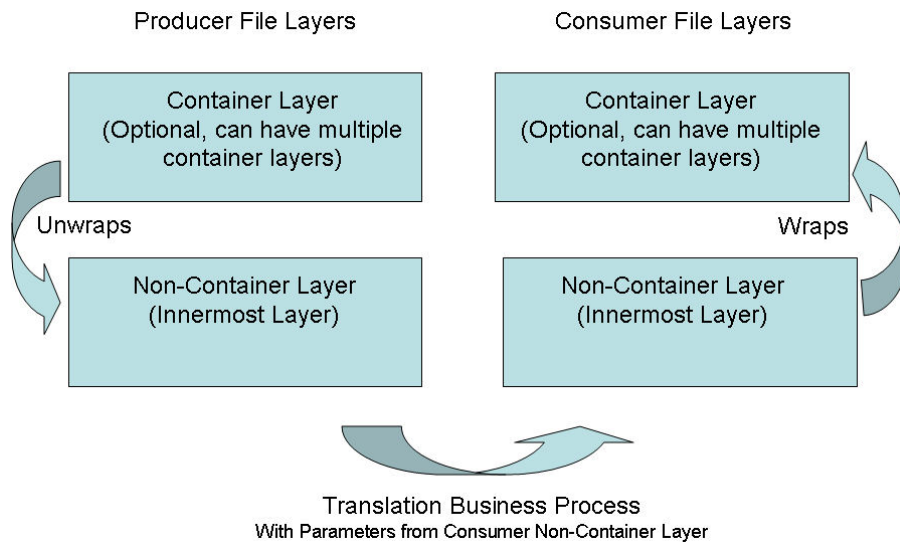 Producer File Layers
Consumer File Layers
Container Layer
(Optional, can have multiple
container layers)
Container Layer
(Optional, can have multiple
container layers)
Unwraps
Wraps
Non-Container Layer
(Innermost Layer)
Non-Container Layer
(Innermost Layer)
Translation Business Process
With Parameters from Consumer Non-Container Layer